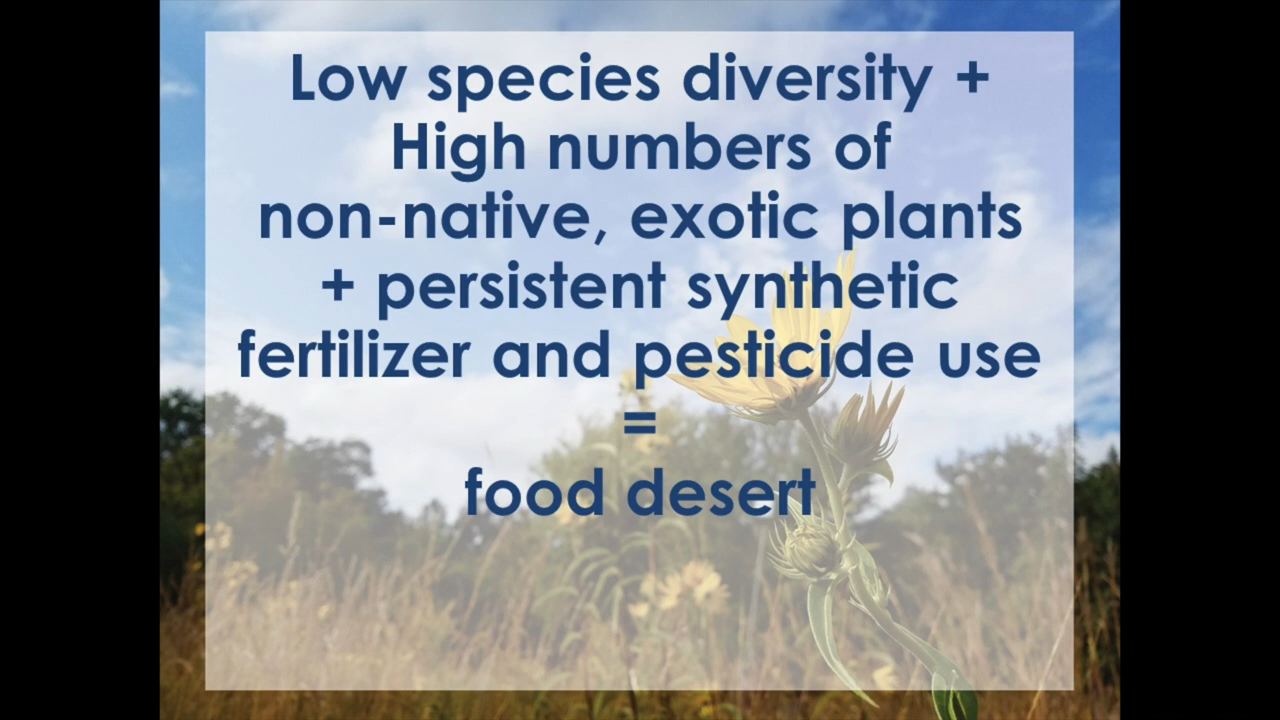 Low species diversity +
High numbers of
non-native, exotic plants
+ persistent synthetic
fertilizer and pesticide use
=
food desert